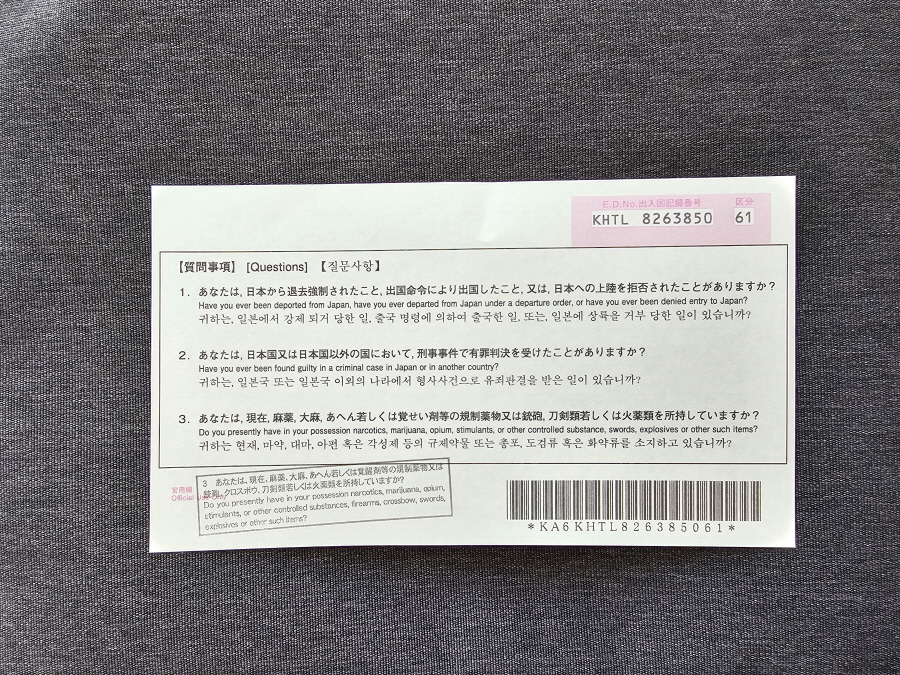 E.D.No.出入国記録番号 区分
KHTL 8263850 61
【質問事項】 [Questions] 【질문사항】
1. あなたは, 日本から退去強制されたこと, 出国命令により出国したこと, 又は, 日本への上陸を拒否されたことがありますか?
Have you ever been deported from Japan, have you ever departed from Japan under a departure order, or have you ever been denied entry to Japan?
귀하는, 일본에서 강제 되거 당한 일, 출국 명령에 의하여 출국한 일, 또는, 일본에 상륙을 거부 당한 일이 있습니까?
2. あなたは, 日本国又は日本国以外の国において, 刑事事件で有罪判決を受けたことがありますか?
Have you ever been found guilty in a criminal case in Japan or in another country?
귀하는, 일본국 또는 일본국 이외의 나라에서 형사사건으로 유죄판결을 받은 일이 있습니까?
3. あなたは, 現在, 麻薬, 大麻, あへん若しくは覚せい剤等の規制薬物又は銃砲, 刀剣類若しくは火薬類を所持していますか?
Do you presently have in your possession narcotics, marijuana, opium, stimulants, or other controlled substance, swords, explosives or other such items?
귀하는 현재, 마약, 대마, 아편 혹은 각성제 등의 규제약물 또는 총포, 도검류 혹은 화약류를 소지하고 있습니까?
官用欄
Official Use Only
3 あなたは、現在、麻薬、大麻、あへん若しくは覚醒剤等の規制薬物又は
銃砲、クロスボウ、刀剣類若しくは火薬類を所持していますか?
Do you presently have in your possession narcotics, marijuana, opium,
stimulants, or other controlled substances, firearms, crossbow, swords,
explosives or other such items?
*KA6KHTL826385061*